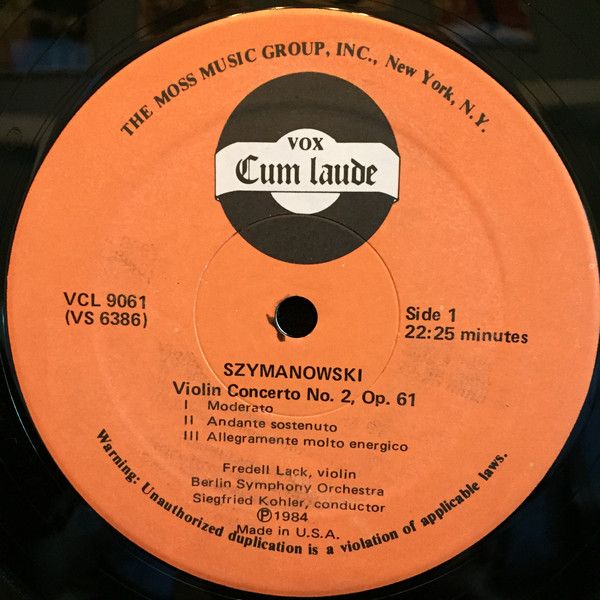 THE MOSS MUSIC GROUP, INC., New York, N.Y.
VOX
Cum laude
VCL 9061
(VS 6386)
Side 1
22:25 minutes
SZYMANOWSKI
Violin Concerto No. 2, Op. 61
I Moderato
II Andante sostenuto
III Allegramente molto energico
Fredell Lack, violin
Berlin Symphony Orchestra
Siegfried Kohler, conductor
Ⓟ1984
Made in U.S.A.
Warning: Unauthorized duplication is a violation of applicable laws.